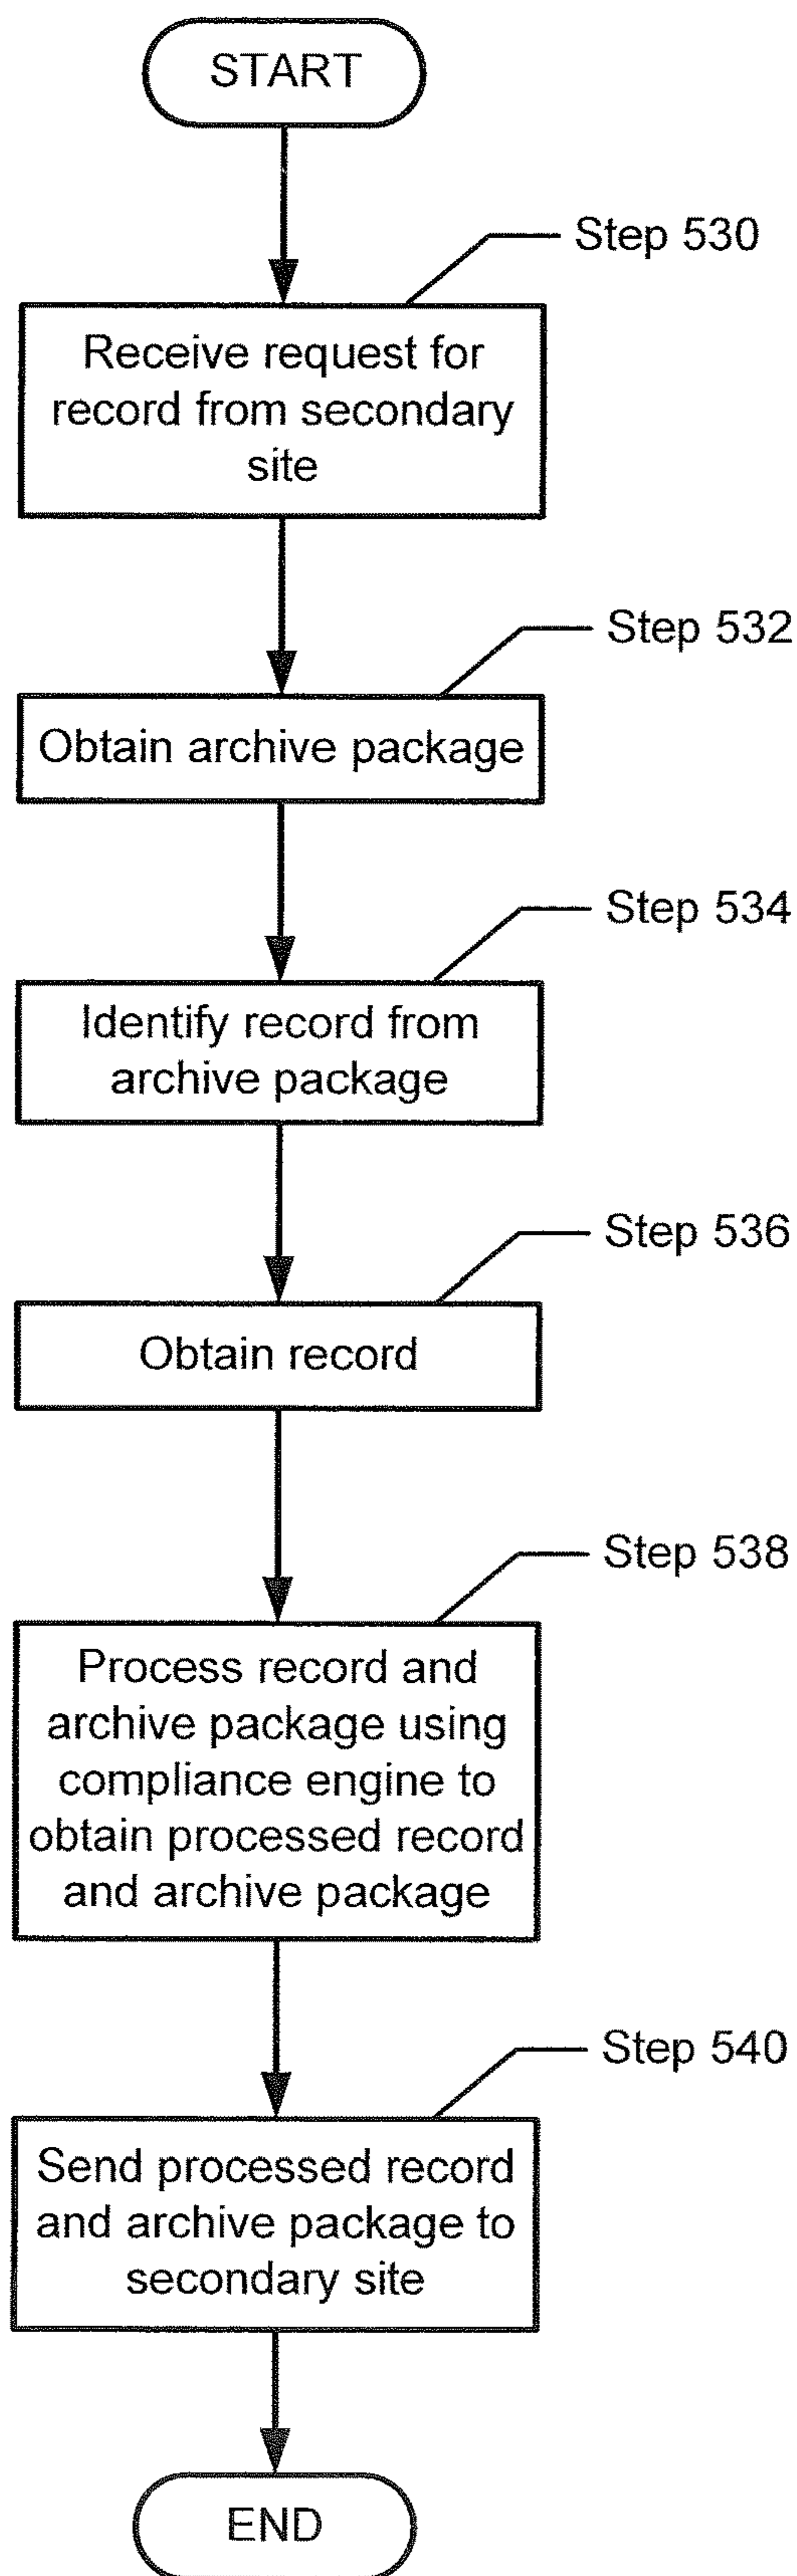 START
Step 530
Receive request for
record from secondary
site
Step 532
Obtain archive package
Step 534
Identify record from
archive package
Step 536
Obtain record
Step 538
Process record and
archive package using
compliance engine to
obtain processed record
and archive package
Step 540
Send processed record
and archive package to
secondary site
END